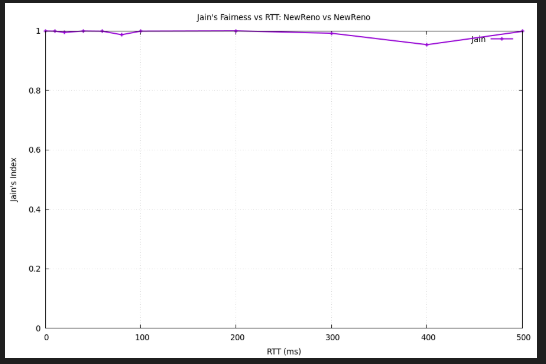 Jain's Fairness vs RTT: NewReno vs NewReno
Jain
1
0.8
0.6
0.4
0.2
0
Jain's Index
0 100 200 300 400 500
RTT (ms)